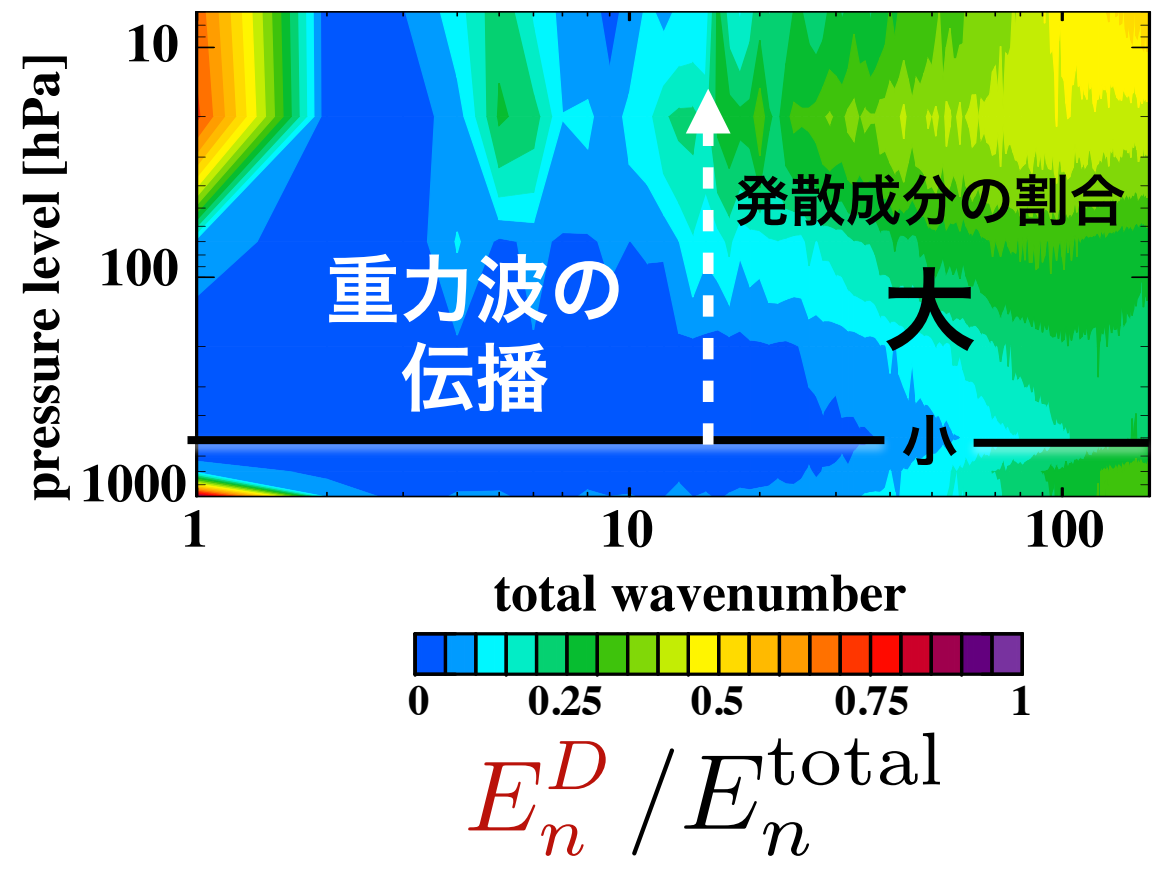 pressure level [hPa]
10
100
1000
発散成分の割合
大
小
重力波の
伝播
1 10 100
total wavenumber
0 0.25 0.5 0.75 1
E_n^D / E_n^total